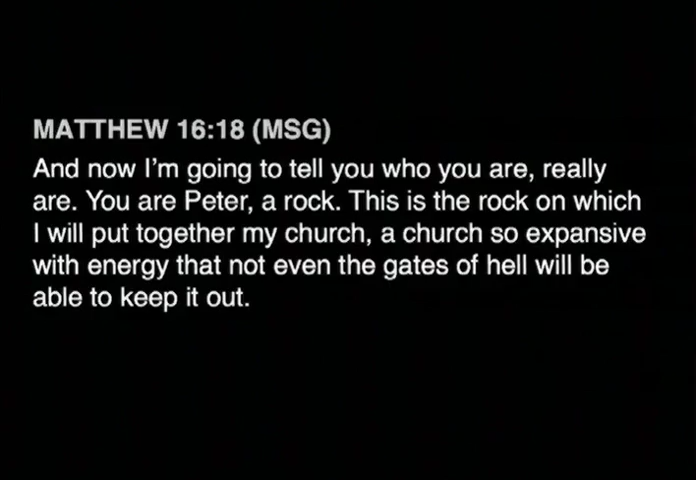 MATTHEW 16:18 (MSG)
And now I'm going to tell you who you are, really
are. You are Peter, a rock. This is the rock on which
I will put together my church, a church so expansive
with energy that not even the gates of hell will be
able to keep it out.